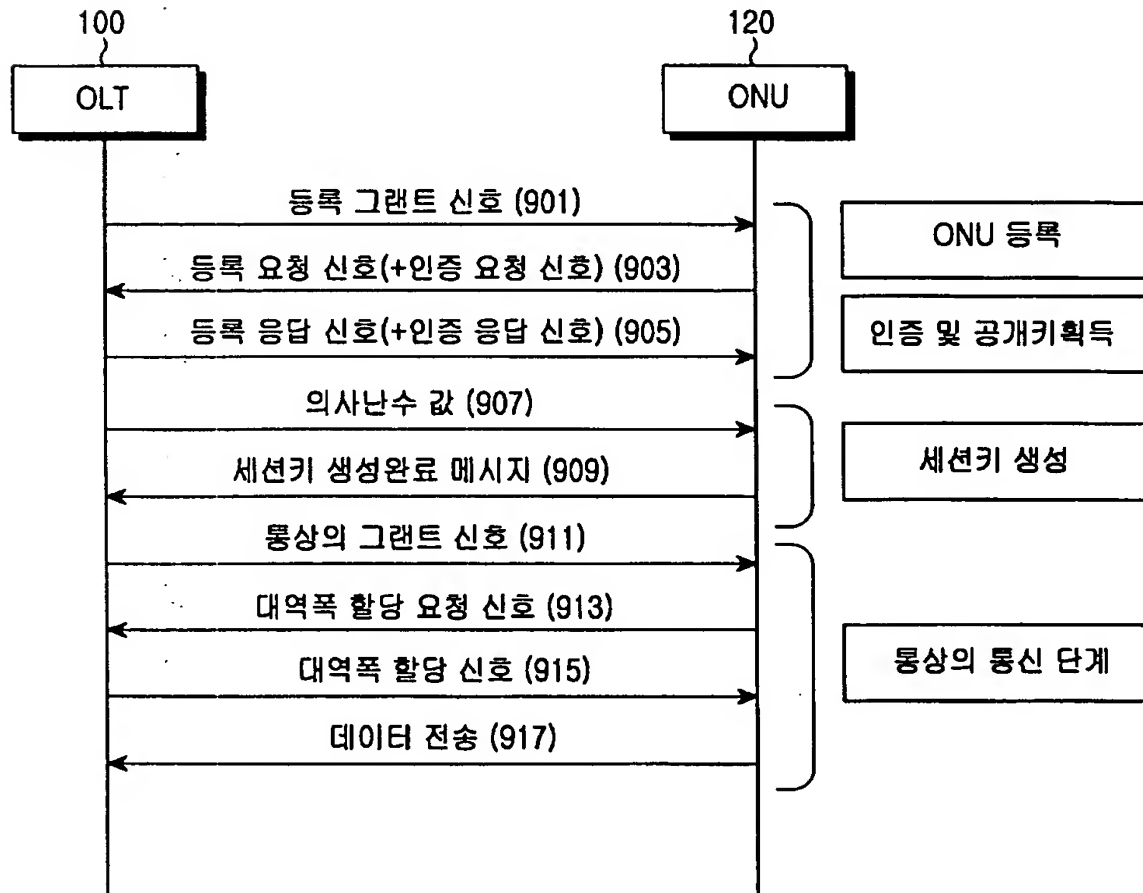 100
120
OLT
ONU
등록 그랜트 신호 (901)
ONU 등록
등록 요청 신호(+인증 요청 신호) (903)
등록 응답 신호(+인증 응답 신호) (905)
인증 및 공개키획득
의사난수 값 (907)
세션키 생성
세션키 생성완료 메시지 (909)
통상의 그랜트 신호 (911)
대역폭 할당 요청 신호 (913)
통상의 통신 단계
대역폭 할당 신호 (915)
데이터 전송 (917)